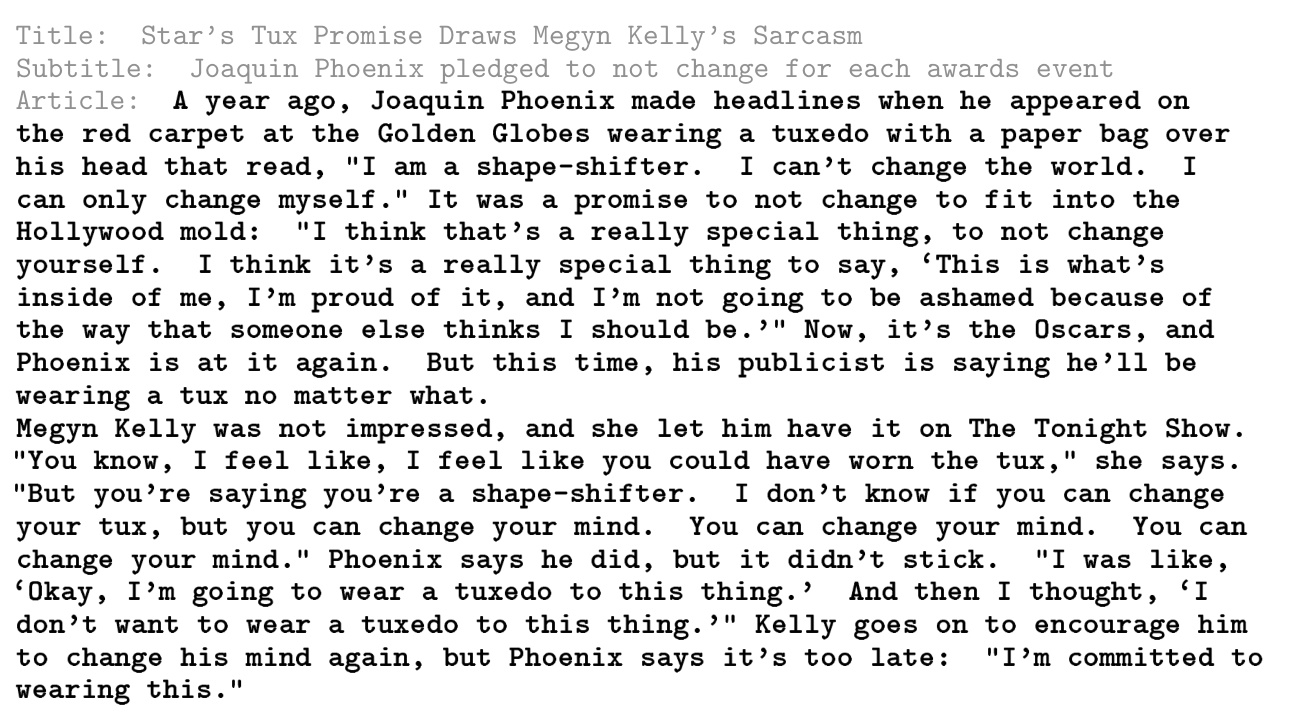 Title:  Star's Tux Promise Draws Megyn Kelly's Sarcasm
Subtitle:  Joaquin Phoenix pledged to not change for each awards event
Article:  A year ago, Joaquin Phoenix made headlines when he appeared on
the red carpet at the Golden Globes wearing a tuxedo with a paper bag over
his head that read, "I am a shape-shifter.  I can't change the world.  I
can only change myself." It was a promise to not change to fit into the
Hollywood mold:  "I think that's a really special thing, to not change
yourself.  I think it's a really special thing to say, ‘This is what's
inside of me, I'm proud of it, and I'm not going to be ashamed because of
the way that someone else thinks I should be.’" Now, it's the Oscars, and
Phoenix is at it again.  But this time, his publicist is saying he'll be
wearing a tux no matter what.
Megyn Kelly was not impressed, and she let him have it on The Tonight Show.
"You know, I feel like, I feel like you could have worn the tux," she says.
"But you're saying you're a shape-shifter.  I don't know if you can change
your tux, but you can change your mind.  You can change your mind.  You can
change your mind." Phoenix says he did, but it didn't stick.  "I was like,
‘Okay, I'm going to wear a tuxedo to this thing.’  And then I thought, ‘I
don't want to wear a tuxedo to this thing.’" Kelly goes on to encourage him
to change his mind again, but Phoenix says it's too late:  "I'm committed to
wearing this."